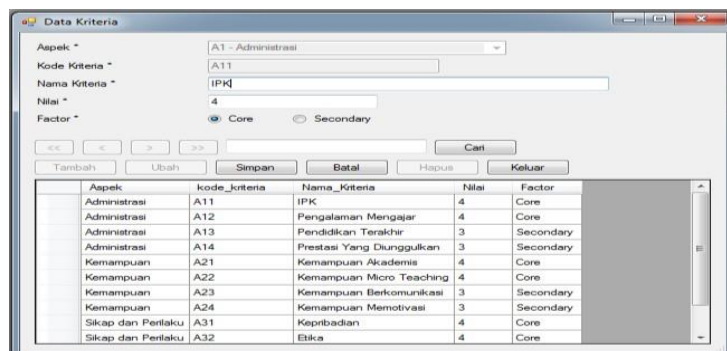 Data Kriteria
Aspek * A1 - Administrasi
Kode Kriteria * A11
Nama Kriteria * IPK
Nilai * 4
Factor * Core Secondary
<< < > >> Cari
Tambah Ubah Simpan Batal Hapus Keluar
Aspek kode_kriteria Nama_Kriteria Nilai Factor
Administrasi A11 IPK 4 Core
Administrasi A12 Pengalaman Mengajar 4 Core
Administrasi A13 Pendidikan Terakhir 3 Secondary
Administrasi A14 Prestasi Yang Diunggulkan 3 Secondary
Kemampuan A21 Kemampuan Akademis 4 Core
Kemampuan A22 Kemampuan Micro Teaching 4 Core
Kemampuan A23 Kemampuan Berkomunikasi 3 Secondary
Kemampuan A24 Kemampuan Memotivasi 3 Secondary
Sikap dan Perilaku A31 Kepribadian 4 Core
Sikap dan Perilaku A32 Etika 4 Core